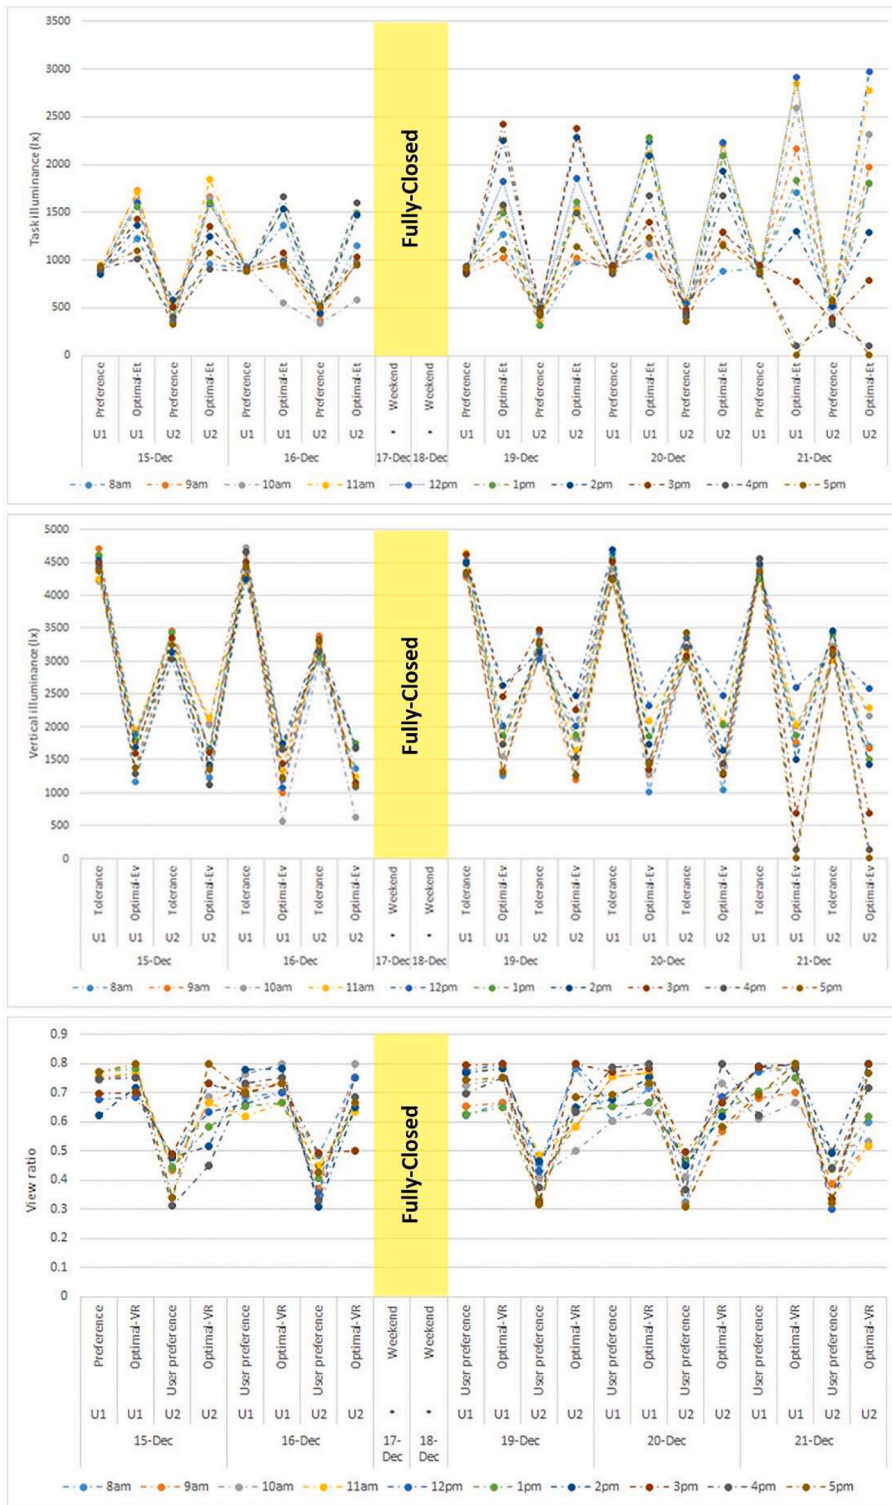 3500
3000
2500
2000
1500
1000
500
0
Task illuminance (lx)
Fully-Closed
Preference Optimal-Et Preference Optimal-Et Preference Optimal-Et Preference Optimal-Et Weekend Weekend Preference Optimal-Et Preference Optimal-Et Preference Optimal-Et Preference Optimal-Et Preference Optimal-Et Preference Optimal-Et
U1 U1 U2 U2 U1 U1 U2 U2 * * U1 U1 U2 U2 U1 U1 U2 U2 U1 U1 U2 U2
15-Dec 16-Dec 17-Dec 18-Dec 19-Dec 20-Dec 21-Dec
8am 9am 10am 11am 12pm 1pm 2pm 3pm 4pm 5pm
5000
4500
4000
3500
3000
2500
2000
1500
1000
500
0
Vertical illuminance (lx)
Fully-Closed
Tolerance Optimal-Ev Tolerance Optimal-Ev Tolerance Optimal-Ev Tolerance Optimal-Ev Weekend Weekend Tolerance Optimal-Ev Tolerance Optimal-Ev Tolerance Optimal-Ev Tolerance Optimal-Ev Tolerance Optimal-Ev Tolerance Optimal-Ev
U1 U1 U2 U2 U1 U1 U2 U2 * * U1 U1 U2 U2 U1 U1 U2 U2 U1 U1 U2 U2
15-Dec 16-Dec 17-Dec 18-Dec 19-Dec 20-Dec 21-Dec
8am 9am 10am 11am 12pm 1pm 2pm 3pm 4pm 5pm
0.9
0.8
0.7
0.6
0.5
0.4
0.3
0.2
0.1
0
View ratio
Fully-Closed
Preference Optimal-VR User preference Optimal-VR User preference Optimal-VR User preference Optimal-VR Weekend Weekend User preference Optimal-VR User preference Optimal-VR User preference Optimal-VR User preference Optimal-VR User preference Optimal-VR User preference Optimal-VR
U1 U1 U2 U2 U1 U1 U2 U2 * * U1 U1 U2 U2 U1 U1 U2 U2 U1 U1 U2 U2
15-Dec 16-Dec 17- 18- 19-Dec 20-Dec 21-Dec
Dec Dec
8am 9am 10am 11am 12pm 1pm 2pm 3pm 4pm 5pm